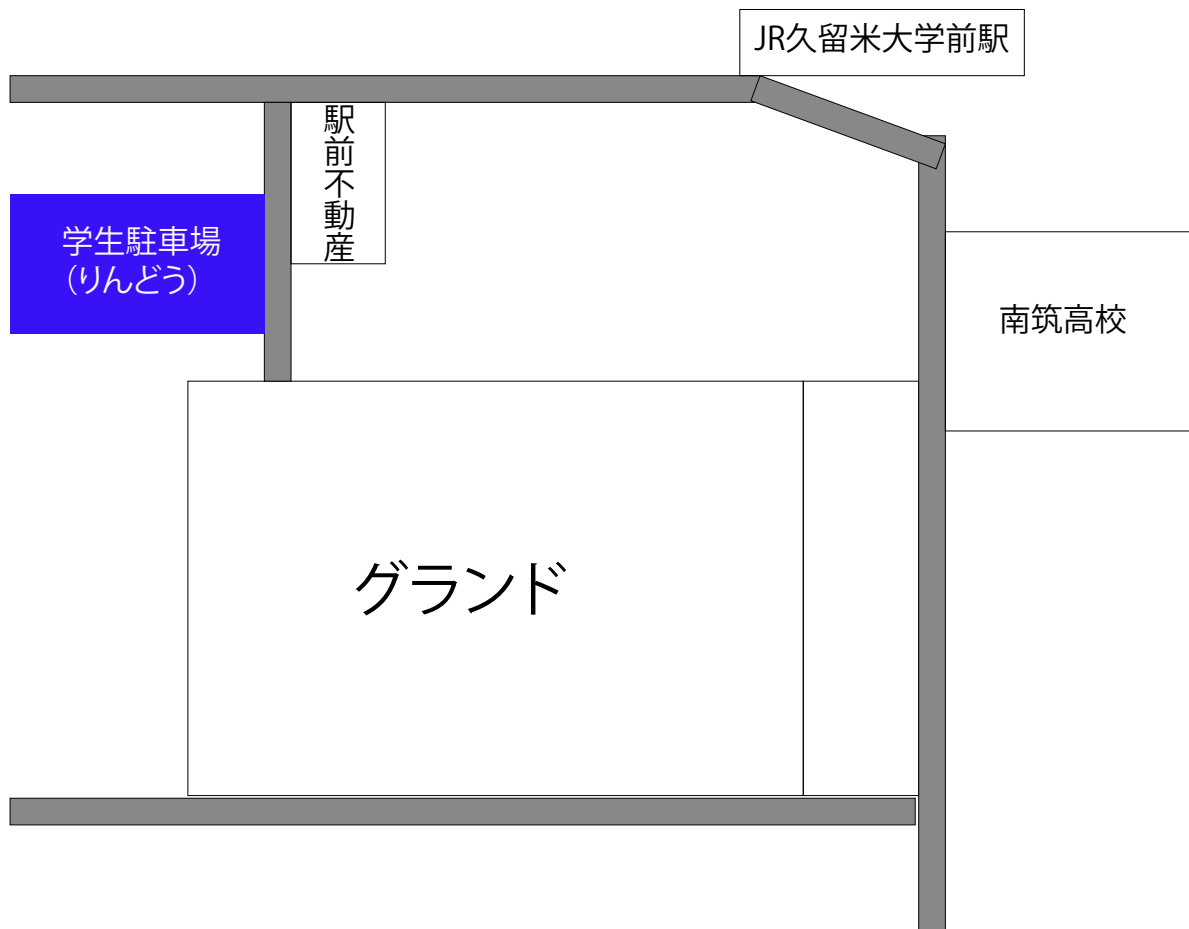 JR久留米大学前駅
駅前不動産
学生駐車場
（りんどう）
南筑高校
グランド